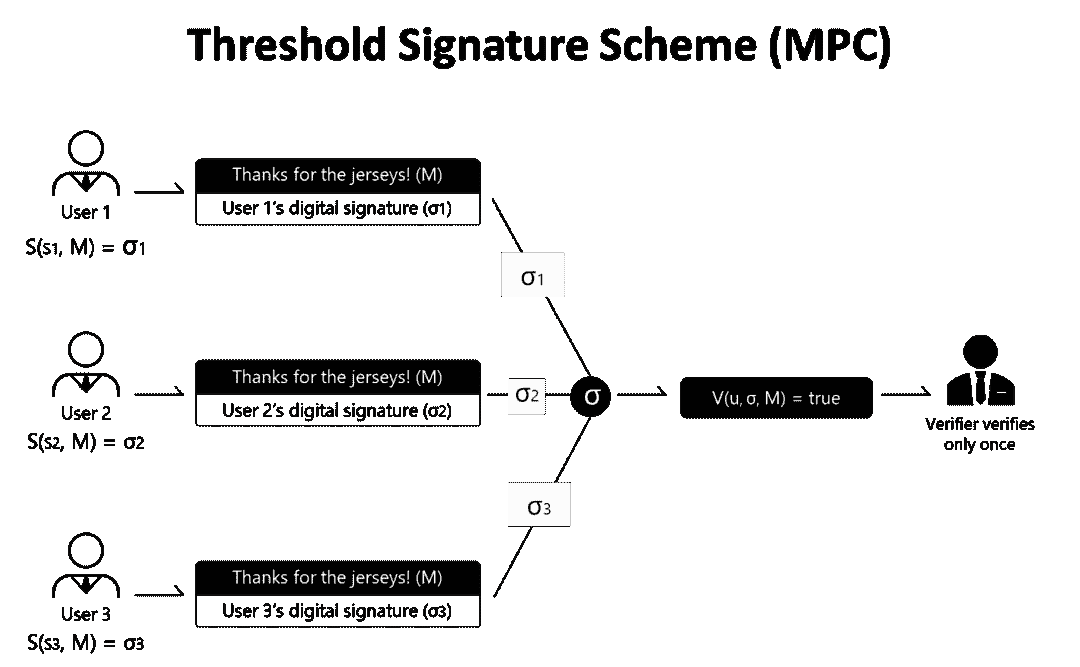 Threshold Signature Scheme (MPC)
User 1
S(s1, M) = σ1
Thanks for the jerseys! (M)
User 1's digital signature (σ1)
σ1
User 2
S(s2, M) = σ2
Thanks for the jerseys! (M)
User 2's digital signature (σ2)
σ2
σ
V(u, σ, M) = true
Verifier verifies
only once
σ3
User 3
S(s3, M) = σ3
Thanks for the jerseys! (M)
User 3's digital signature (σ3)